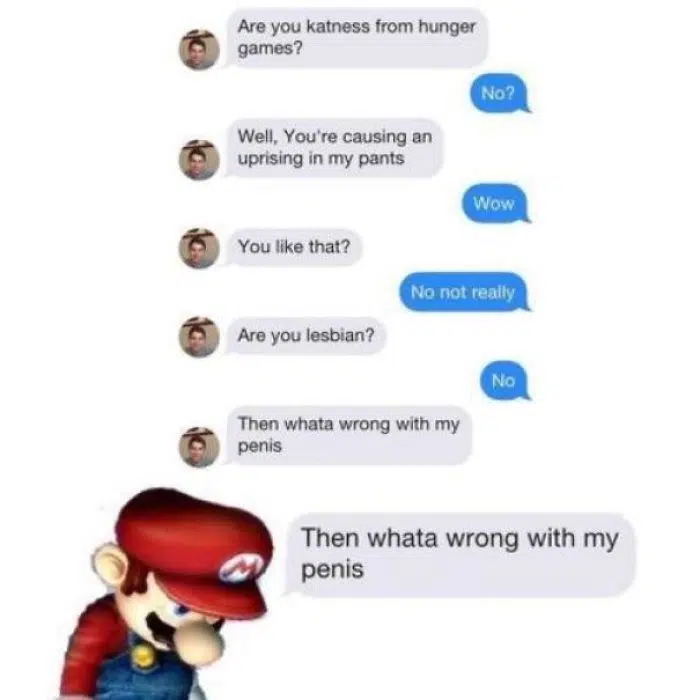 Are you katness from hunger
games?
No?
Well, You're causing an
uprising in my pants
Wow
You like that?
No not really
Are you lesbian?
No
Then whata wrong with my
penis
Then whata wrong with my
penis
M